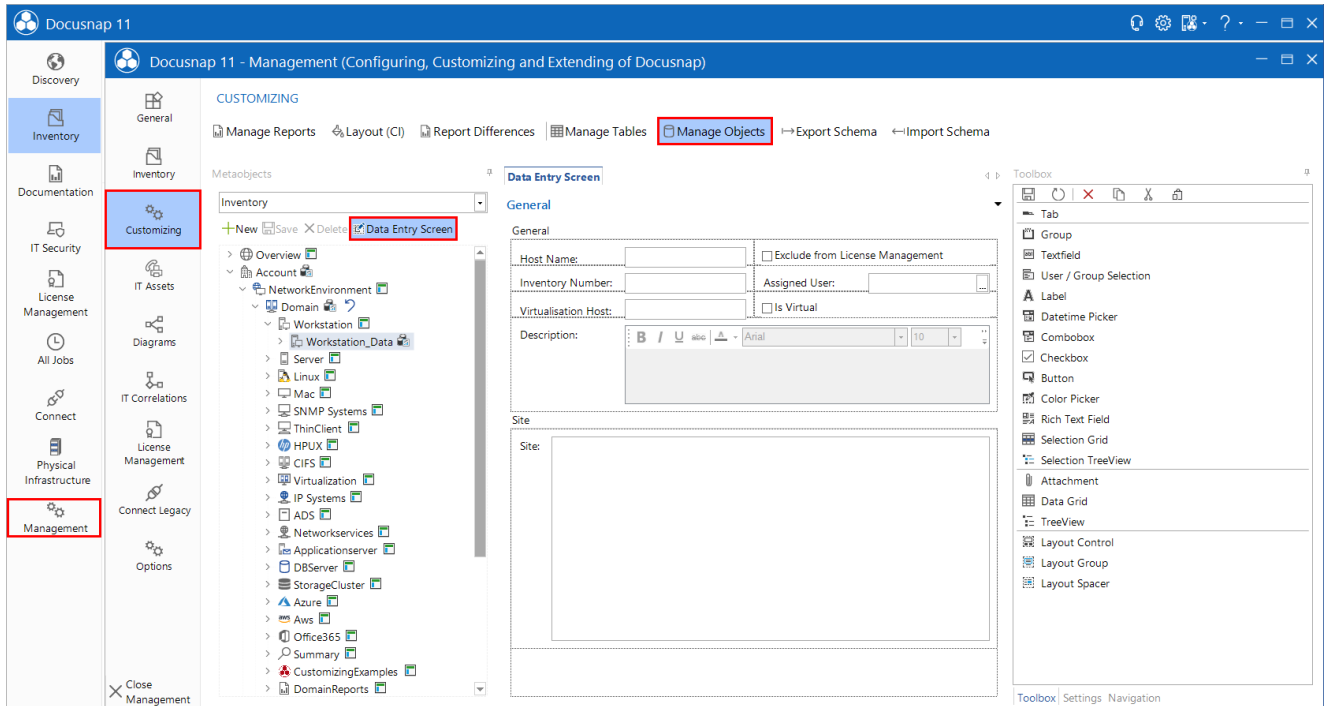 Docusnap 11
?
Discovery
Inventory
Documentation
IT Security
License
Management
All Jobs
Connect
Physical
Infrastructure
Management
Docusnap 11 - Management (Configuring, Customizing and Extending of Docusnap)
General
Inventory
Customizing
IT Assets
Diagrams
IT Correlations
License
Management
Connect Legacy
Options
Close
Management
CUSTOMIZING
Manage Reports Layout (CI) Report Differences Manage Tables Manage Objects Export Schema Import Schema
Metaobjects
Inventory
New Save Delete Data Entry Screen
Overview
Account
NetworkEnvironment
Domain
Workstation
Workstation_Data
Server
Linux
Mac
SNMP Systems
ThinClient
HPUX
CIFS
Virtualization
IP Systems
ADS
Networkservices
Applicationserver
DBServer
StorageCluster
Azure
aws Aws
Office365
Summary
CustomizingExamples
DomainReports
Data Entry Screen
General
General
Host Name: Exclude from License Management
Inventory Number: Assigned User: ...
Virtualisation Host: Is Virtual
Description: B I U abc A Arial 10
Site
Site:
Toolbox
Tab
Group
Textfield
User / Group Selection
A Label
Datetime Picker
Combobox
Checkbox
Button
Color Picker
Rich Text Field
Selection Grid
Selection TreeView
Attachment
Data Grid
TreeView
Layout Control
Layout Group
Layout Spacer
Toolbox Settings Navigation